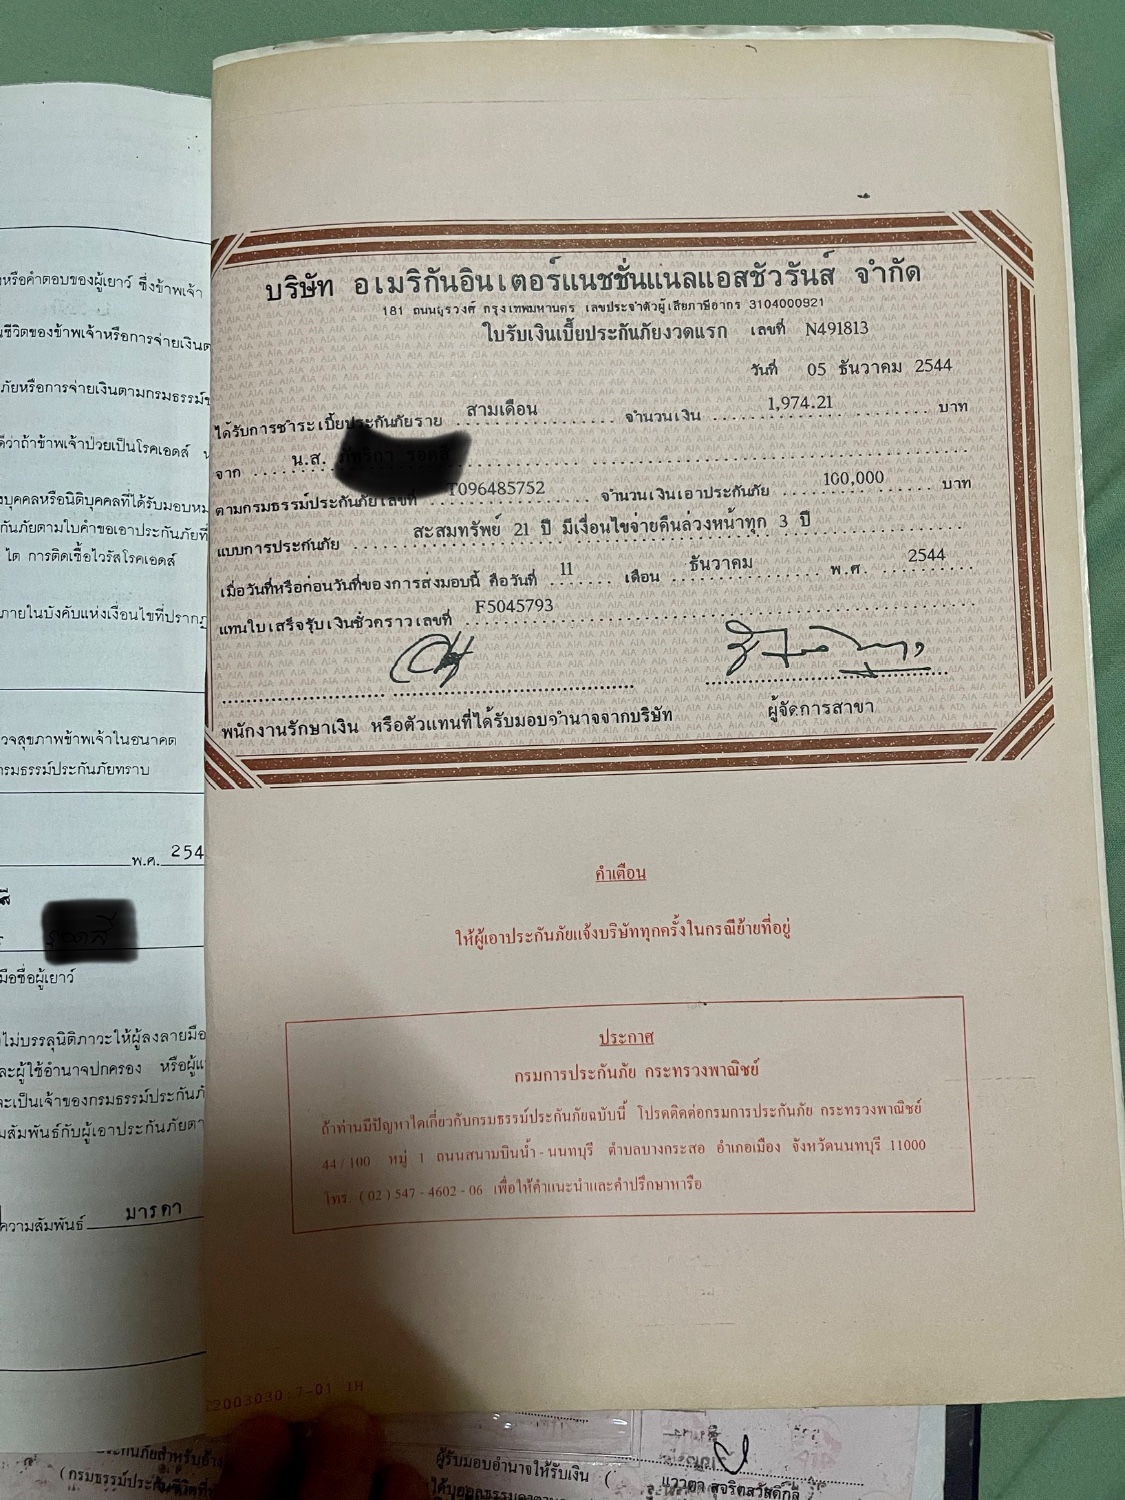 หรือคำตอบของผู้เยาว์ ซึ่งข้าพเจ้า
ชีวิตของข้าพเจ้าหรือการจ่ายเงิน
ภัยหรือการจ่ายเงินตามกรมธรรม์
ดีว่าถ้าข้าพเจ้าป่วยเป็นโรคเอดส์
บุคคลหรือนิติบุคคลที่ได้รับมอบ
กันภัยตามใบคำขอเอาประกันภัยที่
ได การติดเชื้อไวรัสโรคเอดส์
ภายในบังคับแห่งเงื่อนไขที่
วจสุขภาพข้าพเจ้าในอนาคต
กรมธรรม์ประกันภัยทราบ
พ.ศ. 254
มือชื่อผู้เยาว์
ไม่บรรลุนิติภาวะให้ผู้ลงลายมือ
ละผู้ใช้อำนาจปกครอง
จะเป็นเจ้าของกรมธรรม์ประกัน
มสัมพันธ์กับผู้เอาประกันภัย
ความสัมพันธ์ มารดา
บริษัท อเมริกันอินเตอร์แนชชั่นแนลแอสชัวรันส์ จำกัด
181 ถนนสุรวงศ์ กรุงเทพมหานคร เลขประจำตัวผู้เสียภาษีอากร 3104000921
ใบรับเงินเบี้ยประกันภัยงวดแรก เลขที่ N491813
วันที่ 05 ธันวาคม 2544
ได้รับการชำระเบี้ยประกันภัยราย สามเดือน จำนวนเงิน 1,974.21 บาท
จาก น.ส.
ตามกรมธรรม์ประกันภัยเลขที่ T096485752 จำนวนเงินเอาประกันภัย 100,000 บาท
แบบการประกันภัย สะสมทรัพย์ 21 ปี มีเงื่อนไขจ่ายคืนล่วงหน้าทุก 3 ปี
เมื่อวันที่หรือก่อนวันที่ของการส่งมอบนี้ คือวันที่ 11 เดือน ธันวาคม พ.ศ. 2544
แทนใบเสร็จรับเงินชั่วคราวเลขที่ F5045793
พนักงานรักษาเงิน หรือตัวแทนที่ได้รับมอบอำนาจจากบริษัท ผู้จัดการสาขา
คำเตือน
ให้ผู้เอาประกันภัยแจ้งบริษัททุกครั้งในกรณีย้ายที่อยู่
ประกาศ
กรมการประกันภัย กระทรวงพาณิชย์
ถ้าท่านมีปัญหาใดเกี่ยวกับกรมธรรม์ประกันภัยฉบับนี้ โปรดติดต่อกรมการประกันภัย กระทรวงพาณิชย์
44/100 หมู่ 1 ถนนสนามบินน้ำ-นนทบุรี ตำบลบางกระสอ อำเภอเมือง จังหวัดนนทบุรี 11000
โทร. (02) 547-4602-06 เพื่อให้คำแนะนำและคำปรึกษาหารือ
2003030:7-01 IH
กันภัยสำหรับ
(กรมธรรม์ประกันชีวิต
ผู้รับมอบอำนาจให้รับเงิน (
แววตา สุจริตสวัสดิ์กุล